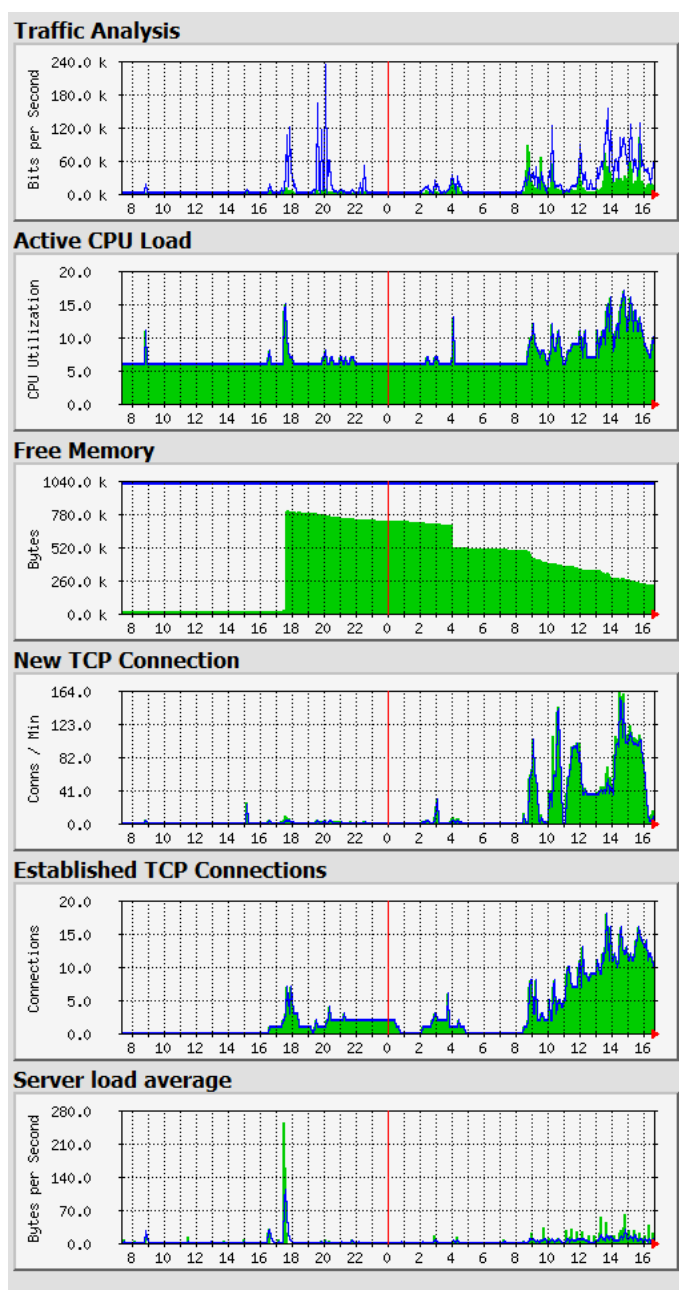 Traffic Analysis
Bits per Second
240.0 k
180.0 k
120.0 k
60.0 k
0.0 k
8 10 12 14 16 18 20 22 0 2 4 6 8 10 12 14 16
Active CPU Load
CPU Utilization
20.0
15.0
10.0
5.0
0.0
8 10 12 14 16 18 20 22 0 2 4 6 8 10 12 14 16
Free Memory
Bytes
1040.0 k
780.0 k
520.0 k
260.0 k
0.0 k
8 10 12 14 16 18 20 22 0 2 4 6 8 10 12 14 16
New TCP Connection
Conns / Min
164.0
123.0
82.0
41.0
0.0
8 10 12 14 16 18 20 22 0 2 4 6 8 10 12 14 16
Established TCP Connections
Connections
20.0
15.0
10.0
5.0
0.0
8 10 12 14 16 18 20 22 0 2 4 6 8 10 12 14 16
Server load average
Bytes per Second
280.0
210.0
140.0
70.0
0.0
8 10 12 14 16 18 20 22 0 2 4 6 8 10 12 14 16